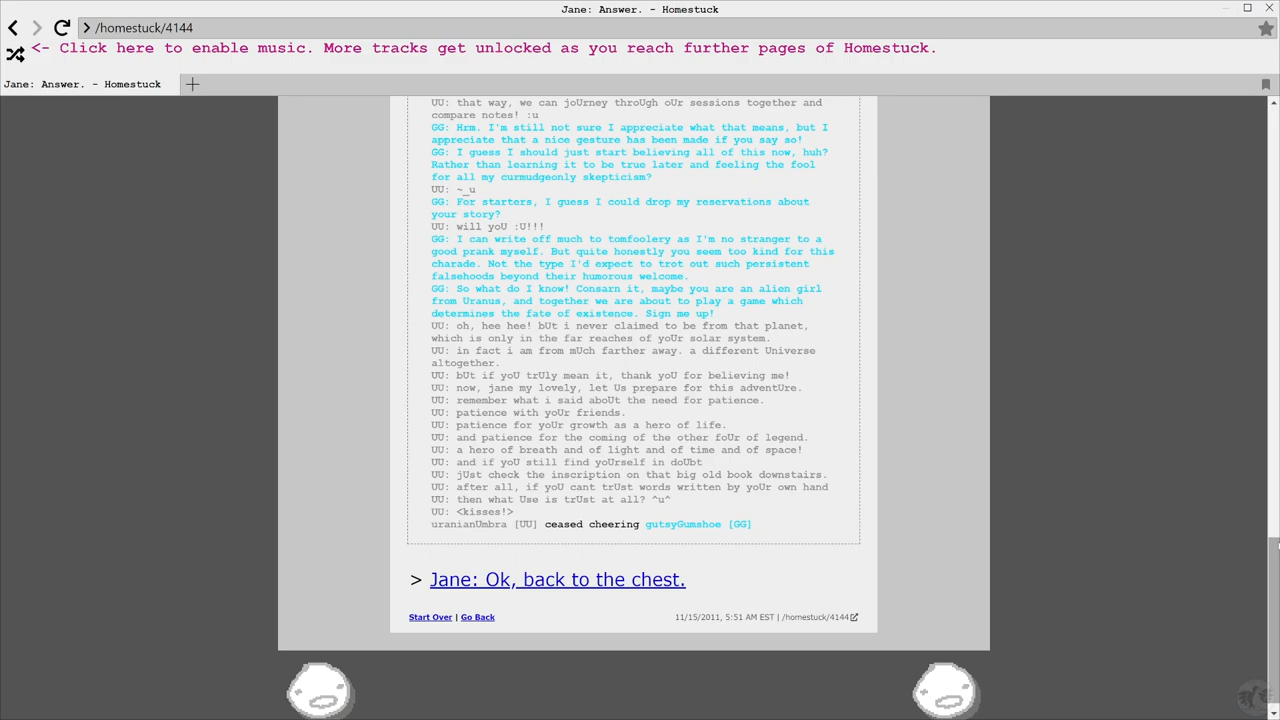 Jane: Answer. - Homestuck
/homestuck/4144
<- Click here to enable music. More tracks get unlocked as you reach further pages of Homestuck.
Jane: Answer. - Homestuck
UU: that way, we can joUrney throUgh oUr sessions together and
compare notes! :u
GG: Hrm. I'm still not sure I appreciate what that means, but I
appreciate that a nice gesture has been made if you say so!
GG: I guess I should just start believing all of this now, huh?
Rather than learning it to be true later and feeling the fool
for all my curmudgeonly skepticism?
UU: ~_u
GG: For starters, I guess I could drop my reservations about
your story?
UU: will yoU :U!!!
GG: I can write off much to tomfoolery as I'm no stranger to a
good prank myself. But quite honestly you seem too kind for this
charade. Not the type I'd expect to trot out such persistent
falsehoods beyond their humorous welcome.
GG: So what do I know! Consarn it, maybe you are an alien girl
from Uranus, and together we are about to play a game which
determines the fate of existence. Sign me up!
UU: oh, hee hee! bUt i never claimed to be from that planet,
which is only in the far reaches of yoUr solar system.
UU: in fact i am from mUch farther away. a different Universe
altogether.
UU: bUt if yoU trUly mean it, thank yoU for believing me!
UU: now, jane my lovely, let Us prepare for this adventUre.
UU: remember what i said aboUt the need for patience.
UU: patience with yoUr friends.
UU: patience for yoUr growth as a hero of life.
UU: and patience for the coming of the other foUr of legend.
UU: a hero of breath and of light and of time and of space!
UU: and if yoU still find yoUrself in doUbt
UU: jUst check the inscription on that big old book downstairs.
UU: after all, if yoU cant trUst words written by yoUr own hand
UU: then what Use is trUst at all? ^u^
UU: <kisses!>
uranianUmbra [UU] ceased cheering gutsyGumshoe [GG]
> Jane: Ok, back to the chest.
Start Over | Go Back
11/15/2011, 5:51 AM EST | /homestuck/4144